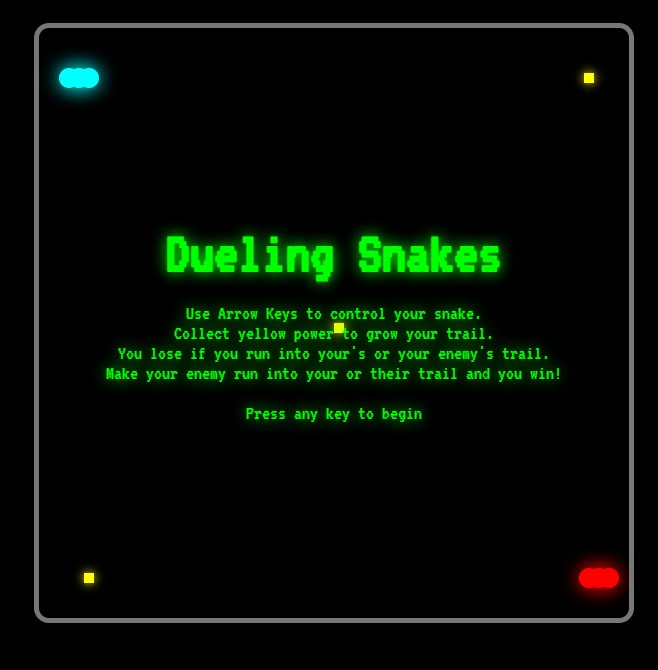 Dueling Snakes
Use Arrow Keys to control your snake.
Collect yellow power to grow your trail.
You lose if you run into your's or your enemy's trail.
Make your enemy run into your or their trail and you win!
Press any key to begin